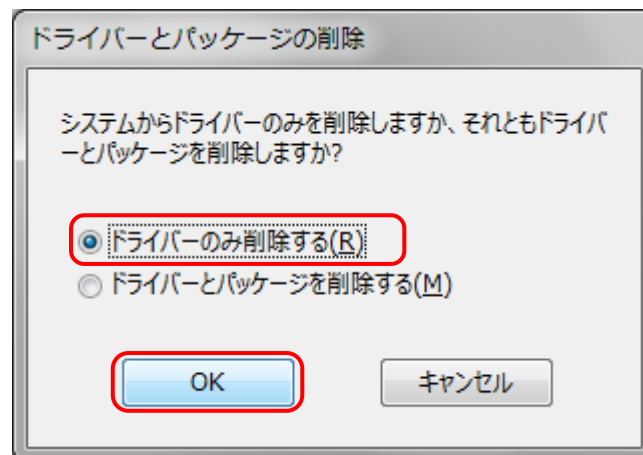 ドライバーとパッケージの削除
システムからドライバーのみを削除しますか、それともドライバ
ーとパッケージを削除しますか?
ドライバーのみ削除する(R)
ドライバーとパッケージを削除する(M)
OK
キャンセル